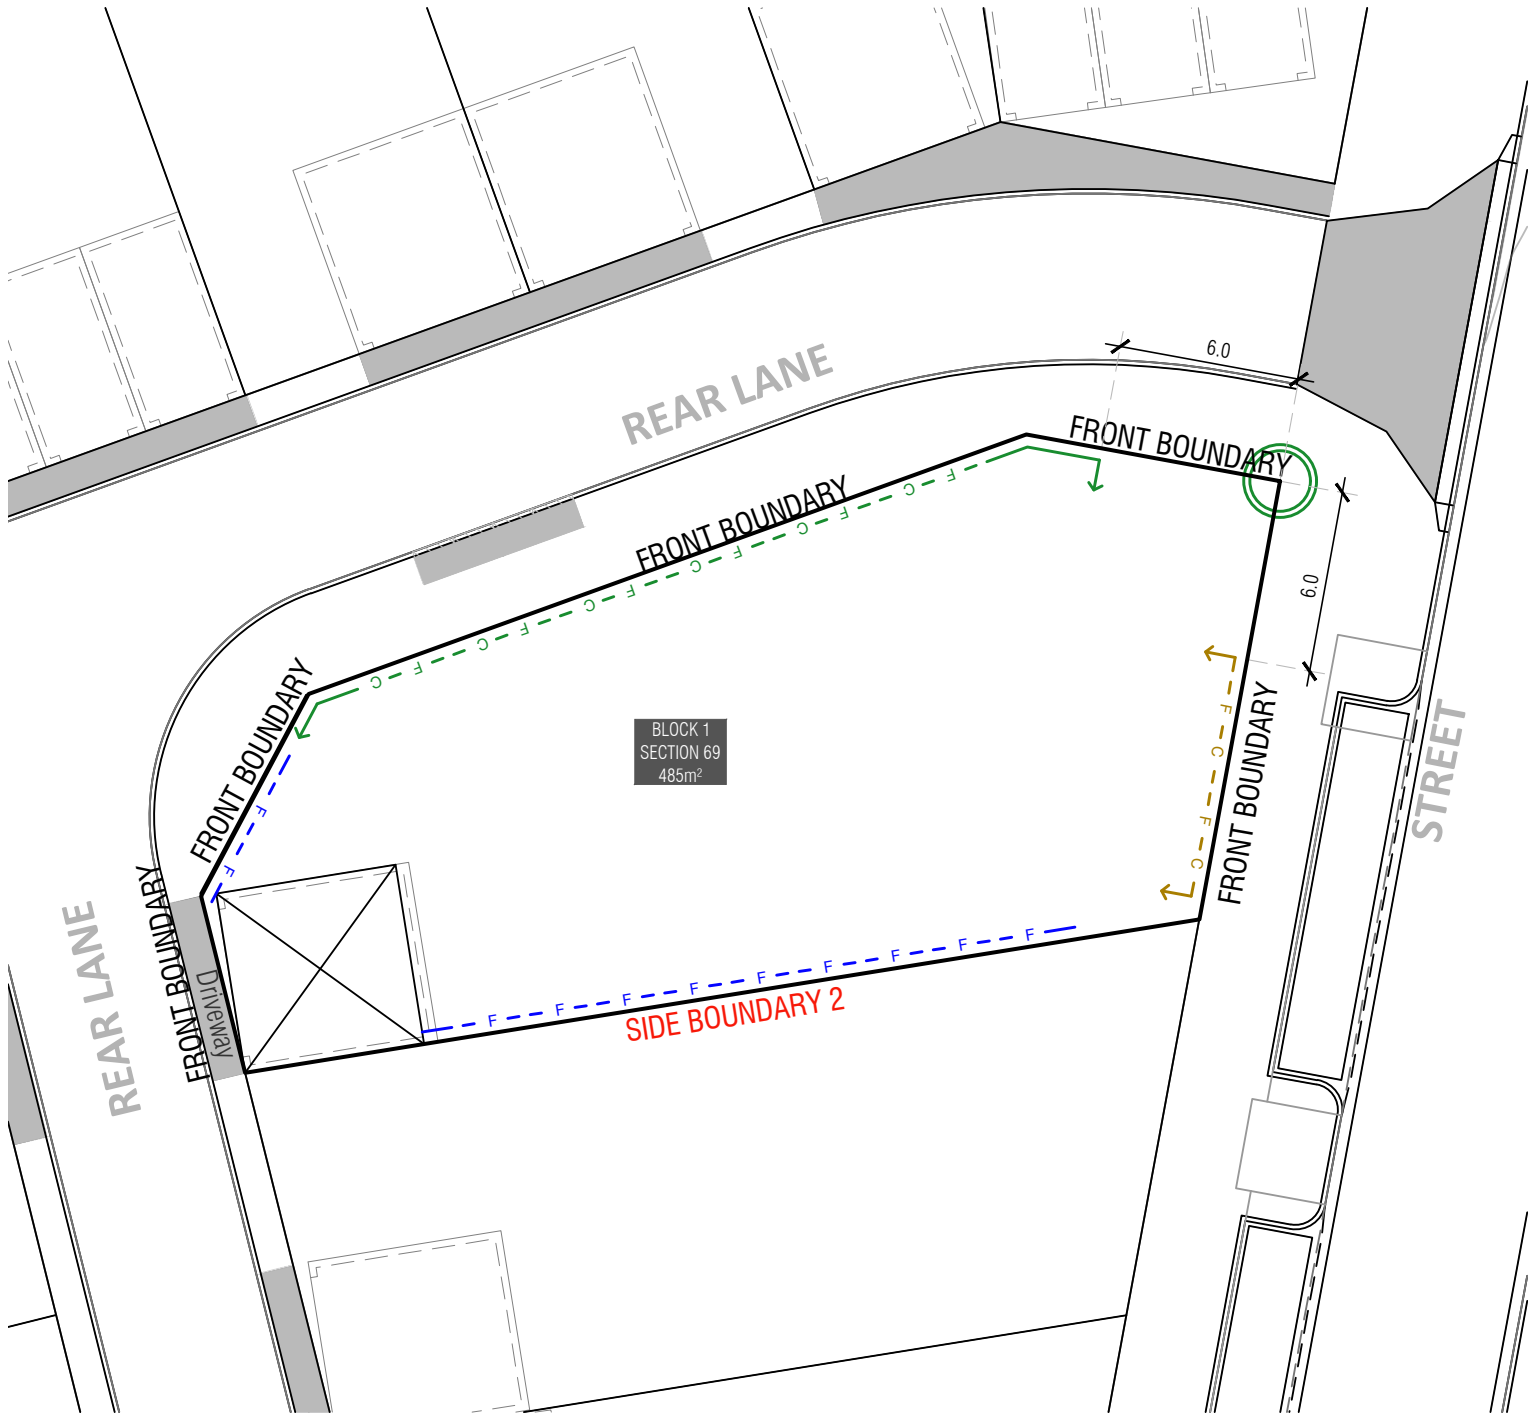 6.0
REAR LANE
FRONT BOUNDARY
FRONT BOUNDARY
F
C
F
C
F
C
F
C
F
C
F
C
F
C
6.0
FRONT BOUNDARY
F
F
BLOCK 1
SECTION 69
485m²
F
C
F
C
FRONT BOUNDARY
STREET
FRONT BOUNDARY
REAR LANE
Driveway
F
F
F
F
F
F
F
F
F
SIDE BOUNDARY 2